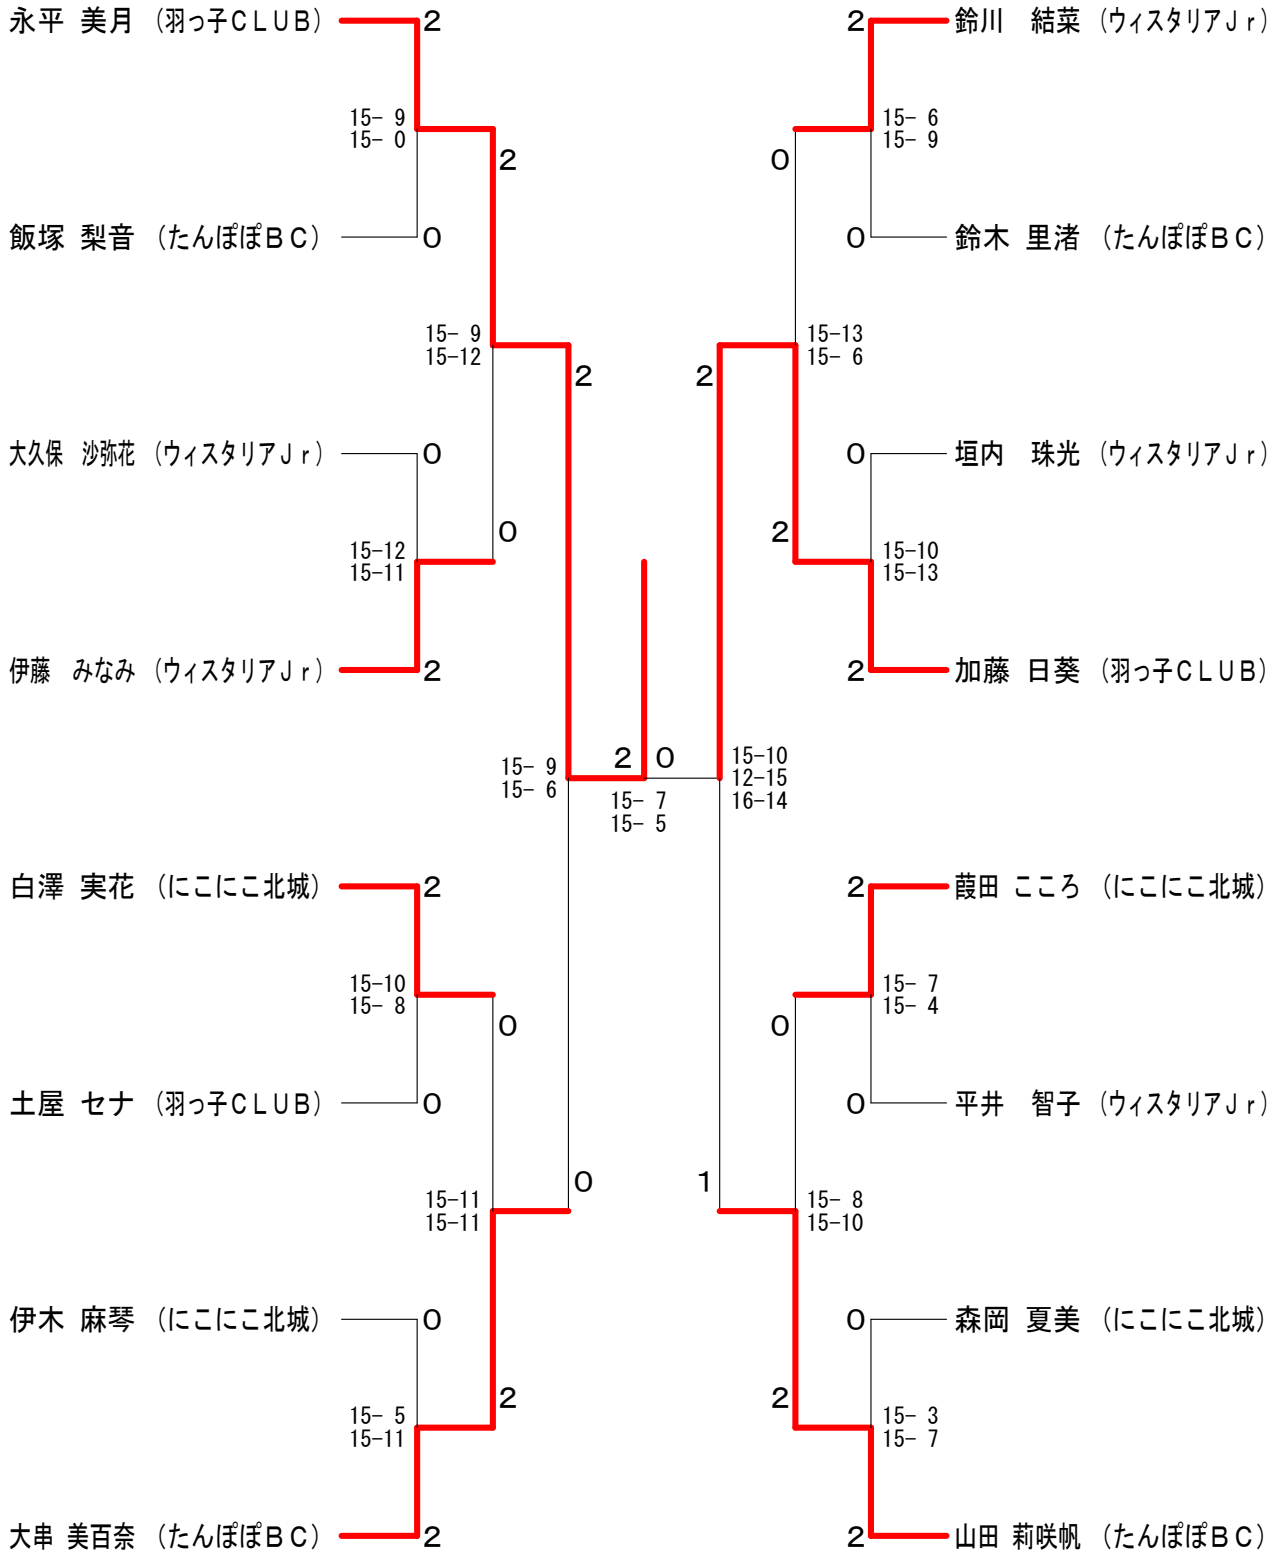 永平 美月 (羽っ子CLUB) 2 2 鈴川 結菜 (ウィスタリアJr)
15- 9 15- 6
15- 0 15- 9
2 0
飯塚 梨音 (たんぽぽBC) 0 0 鈴木 里渚 (たんぽぽBC)
15- 9 15-13
15-12 15- 6
2 2
大久保 沙弥花 (ウィスタリアJr) 0 0 垣内 珠光 (ウィスタリアJr)
0 2
15-12 15-10
15-11 15-13
伊藤 みなみ (ウィスタリアJr) 2 2 加藤 日葵 (羽っ子CLUB)
15- 9 2 0 15-10
15- 6 12-15
15- 7 16-14
15- 5
白澤 実花 (にこにこ北城) 2 2 葭田 こころ (にこにこ北城)
15-10 15- 7
15- 8 15- 4
0 0
土屋 セナ (羽っ子CLUB) 0 0 平井 智子 (ウィスタリアJr)
0 1
15-11 15- 8
15-11 15-10
伊木 麻琴 (にこにこ北城) 0 0 森岡 夏美 (にこにこ北城)
2 2
15- 5 15- 3
15-11 15- 7
大串 美百奈 (たんぽぽBC) 2 2 山田 莉咲帆 (たんぽぽBC)